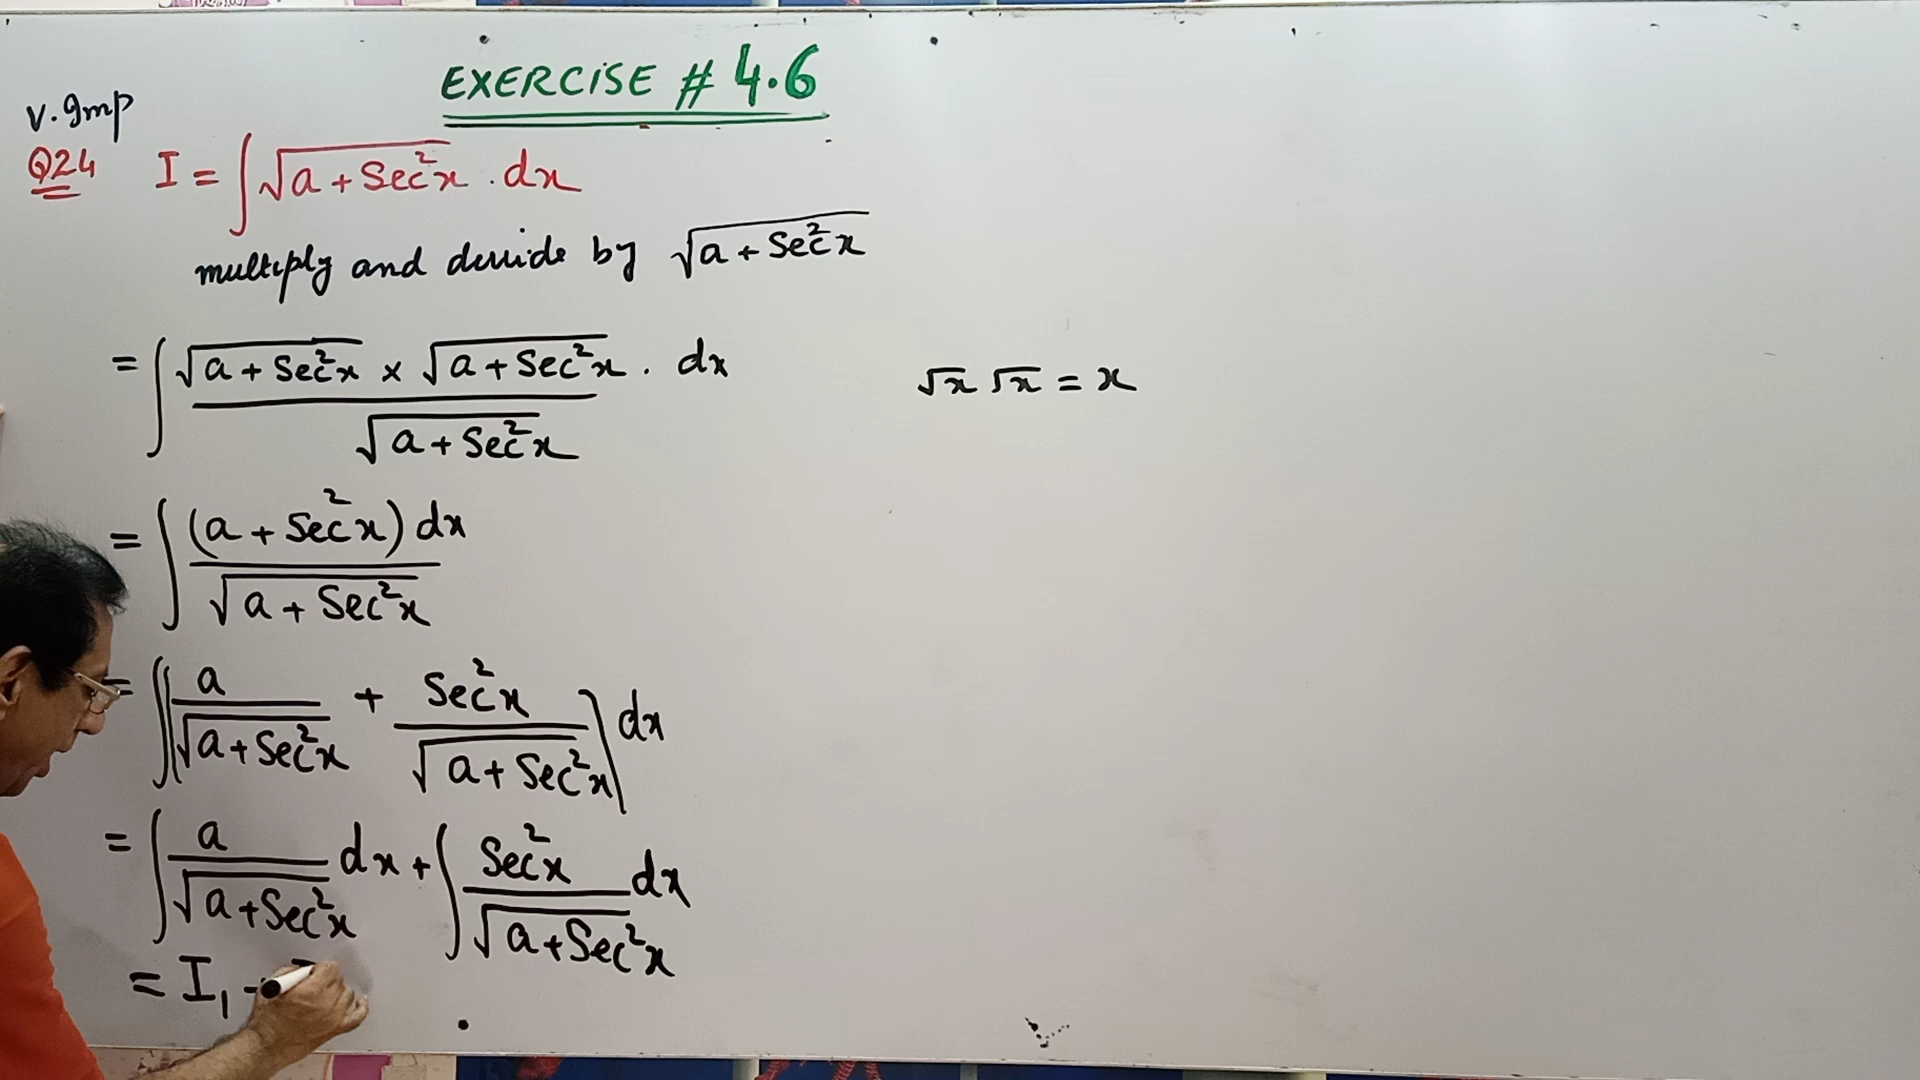 EXERCISE # 4.6
V. Imp
Q24 I = ∫ √(a + Sec²x) . dx
multiply and devide by √(a + Sec²x)
= ∫ (√(a + Sec²x) × √(a + Sec²x)) / √(a + Sec²x) . dx
√x √x = x
= ∫ (a + Sec²x) dx / √(a + Sec²x)
= ∫ ( a / √(a + Sec²x) + Sec²x / √(a + Sec²x) ) dx
= ∫ a / √(a + Sec²x) dx + ∫ Sec²x / √(a + Sec²x) dx
= I₁ +